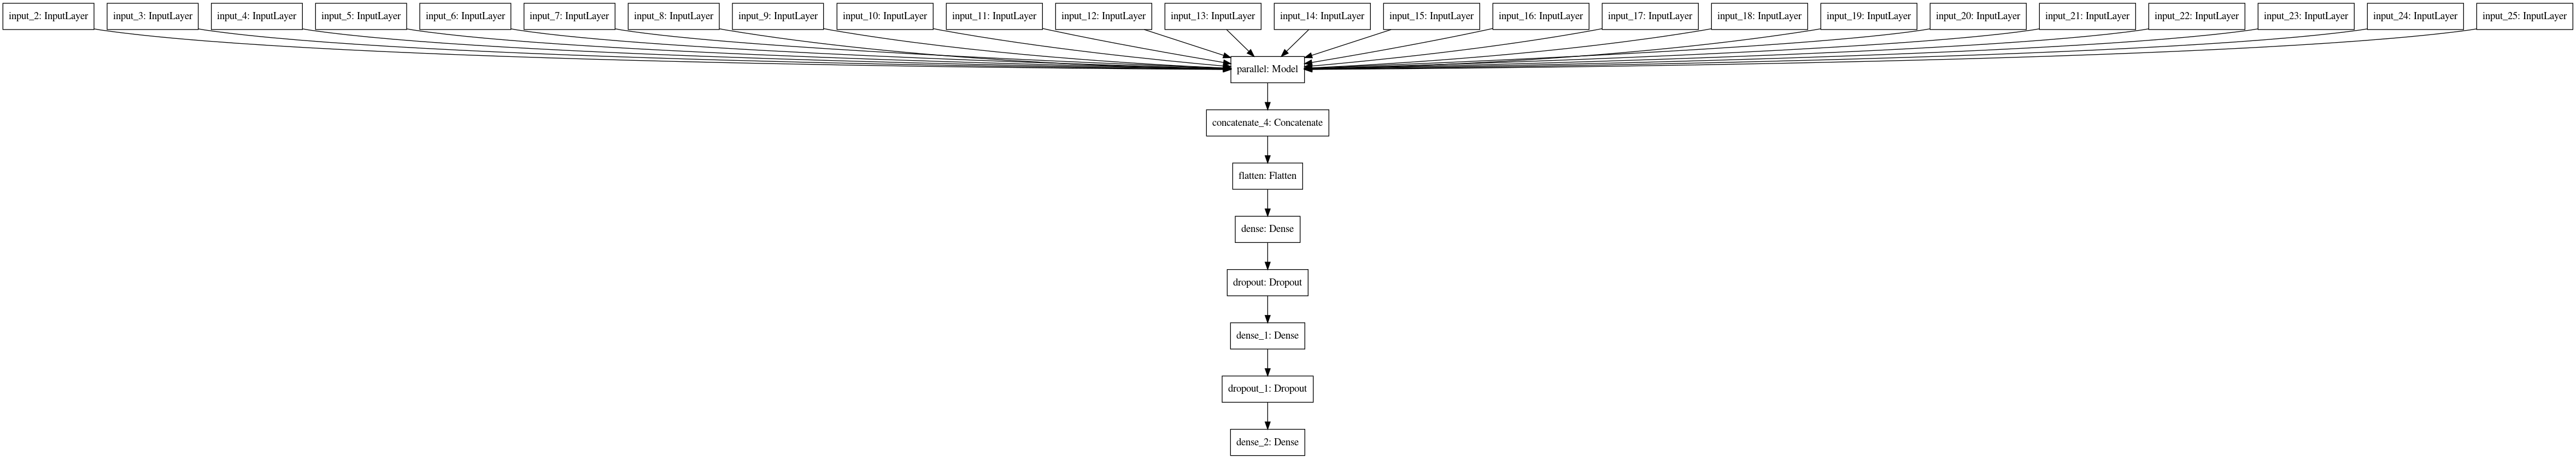 input_2: InputLayer
input_3: InputLayer
input_4: InputLayer
input_5: InputLayer
input_6: InputLayer
input_7: InputLayer
input_8: InputLayer
input_9: InputLayer
input_10: InputLayer
input_11: InputLayer
input_12: InputLayer
input_13: InputLayer
input_14: InputLayer
input_15: InputLayer
input_16: InputLayer
input_17: InputLayer
input_18: InputLayer
input_19: InputLayer
input_20: InputLayer
input_21: InputLayer
input_22: InputLayer
input_23: InputLayer
input_24: InputLayer
input_25: InputLayer
parallel: Model
concatenate_4: Concatenate
flatten: Flatten
dense: Dense
dropout: Dropout
dense_1: Dense
dropout_1: Dropout
dense_2: Dense